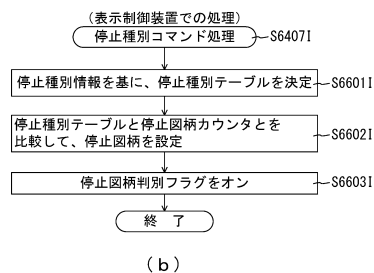 (表示制御装置での処理)
停止種別コマンド処理
S6407I
停止種別情報を基に、停止種別テーブルを決定
S6601I
停止種別テーブルと停止図柄カウンタとを
比較して、停止図柄を設定
S6602I
停止図柄判別フラグをオン
S6603I
終 了
(b)